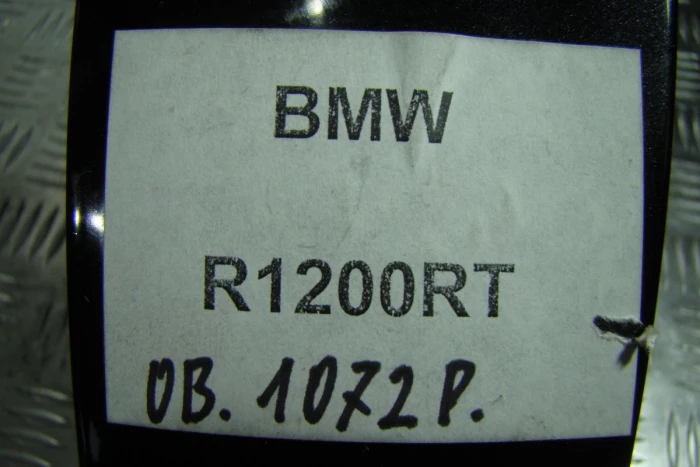 BMW
R1200RT
OB. 1072 P.